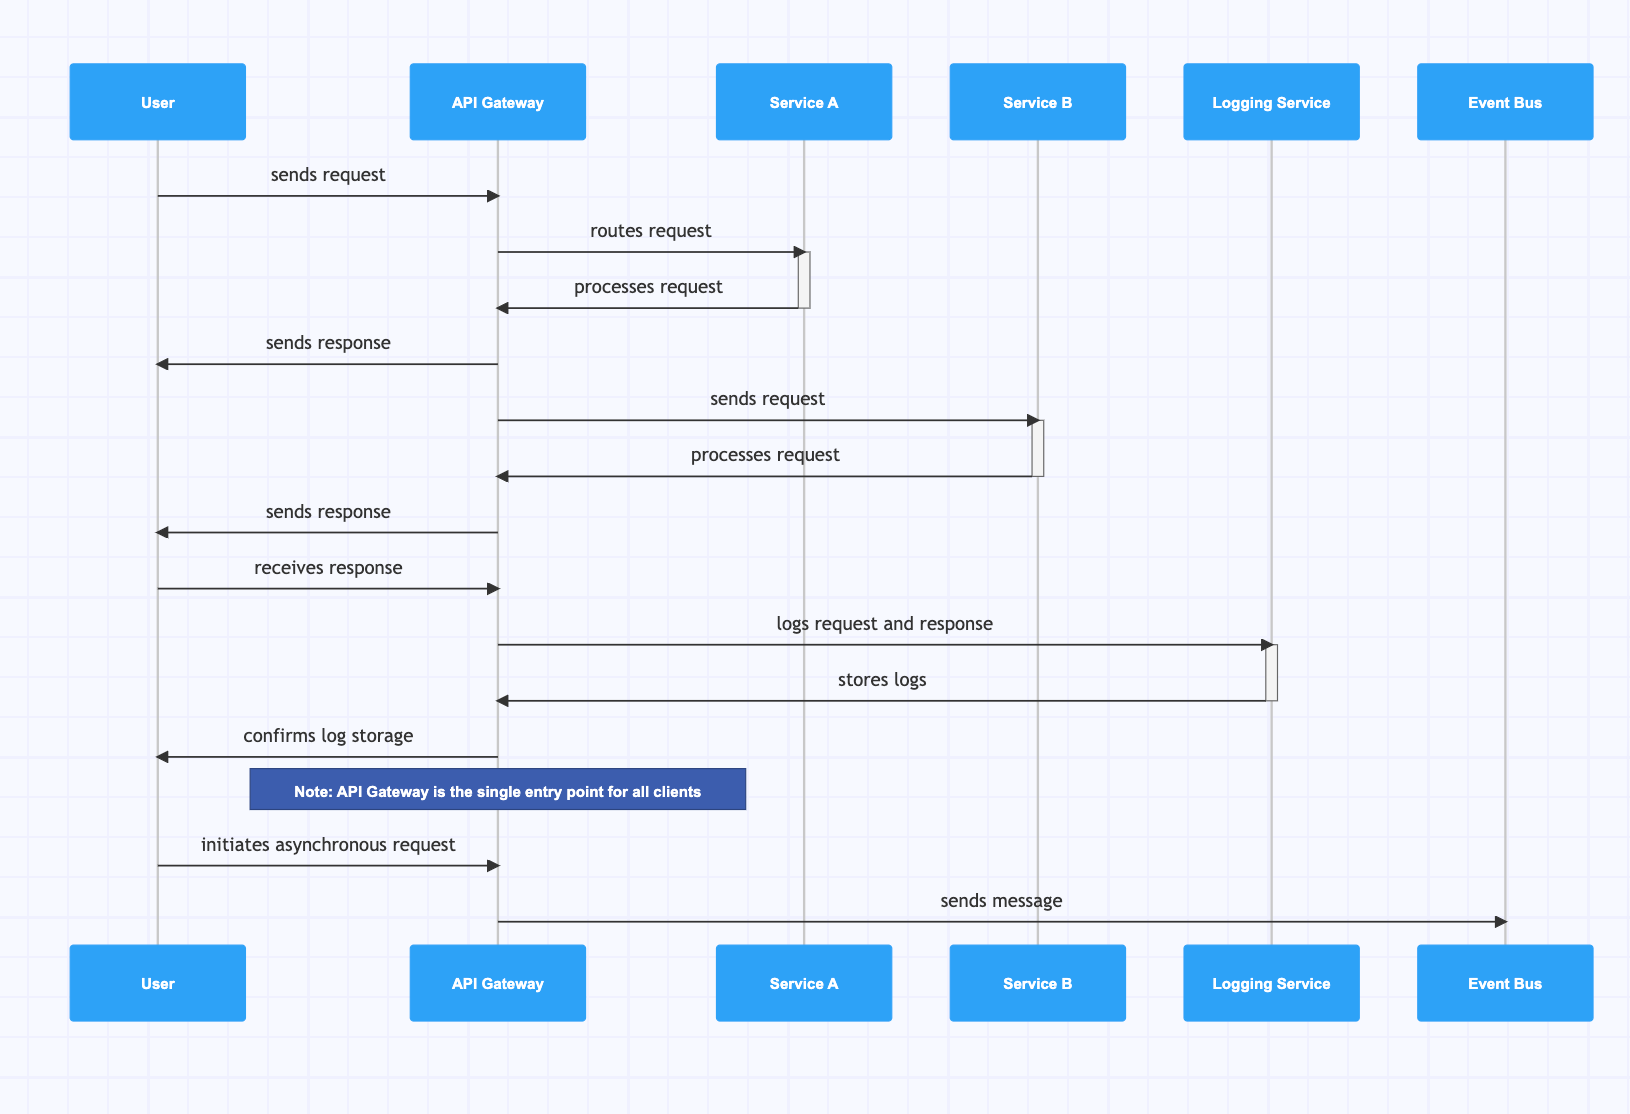 User
API Gateway
Service A
Service B
Logging Service
Event Bus
sends request
routes request
processes request
sends response
sends request
processes request
sends response
receives response
logs request and response
stores logs
confirms log storage
Note: API Gateway is the single entry point for all clients
initiates asynchronous request
sends message
User
API Gateway
Service A
Service B
Logging Service
Event Bus